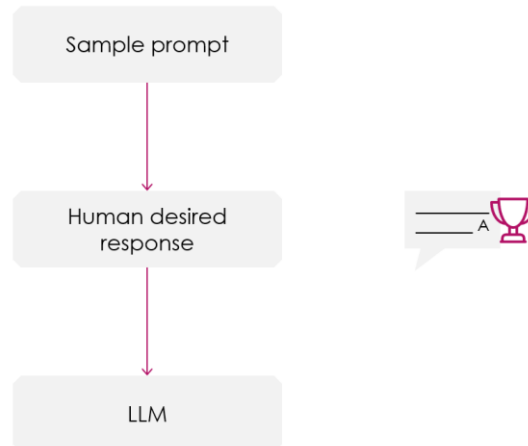 Sample prompt
Human desired
response
A
LLM